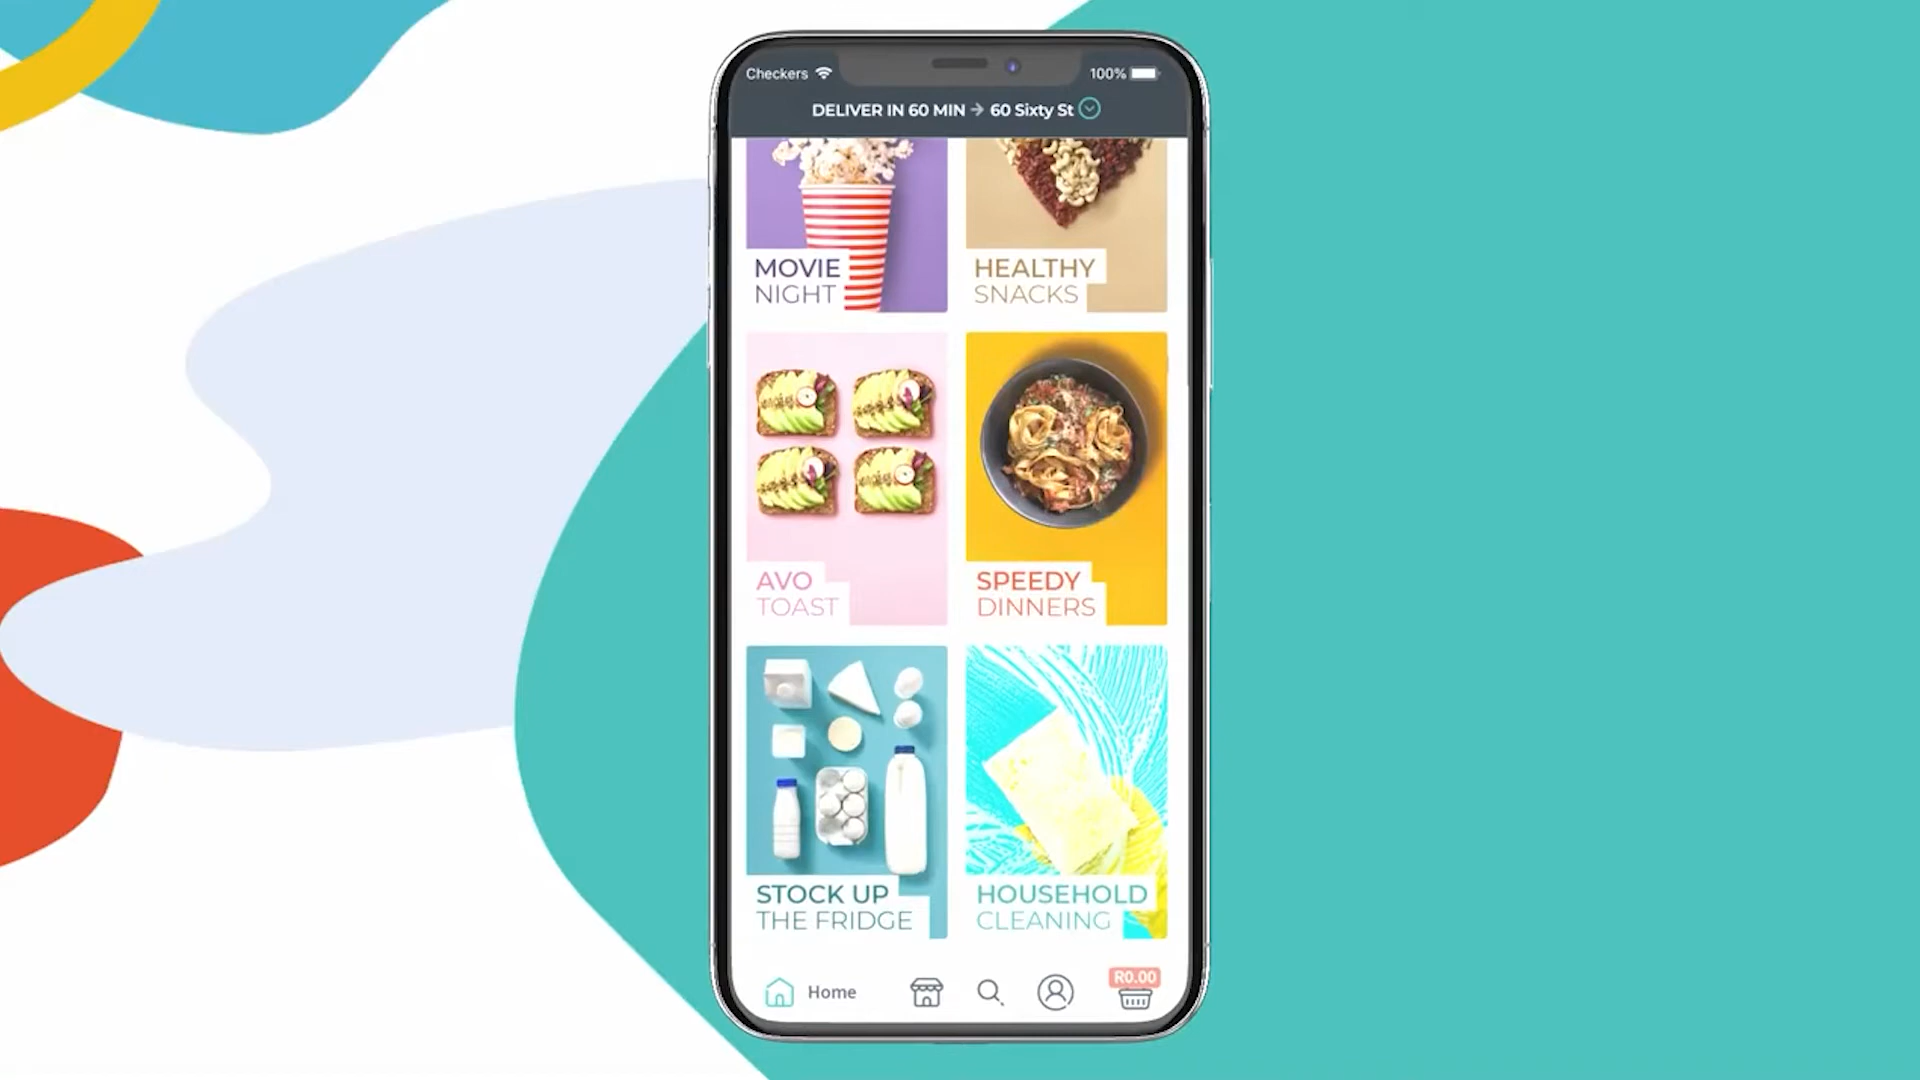 Checkers
100%
DELIVER IN 60 MIN → 60 Sixty St
MOVIE
NIGHT
HEALTHY
SNACKS
AVO
TOAST
SPEEDY
DINNERS
STOCK UP
THE FRIDGE
HOUSEHOLD
CLEANING
Home
R0.00